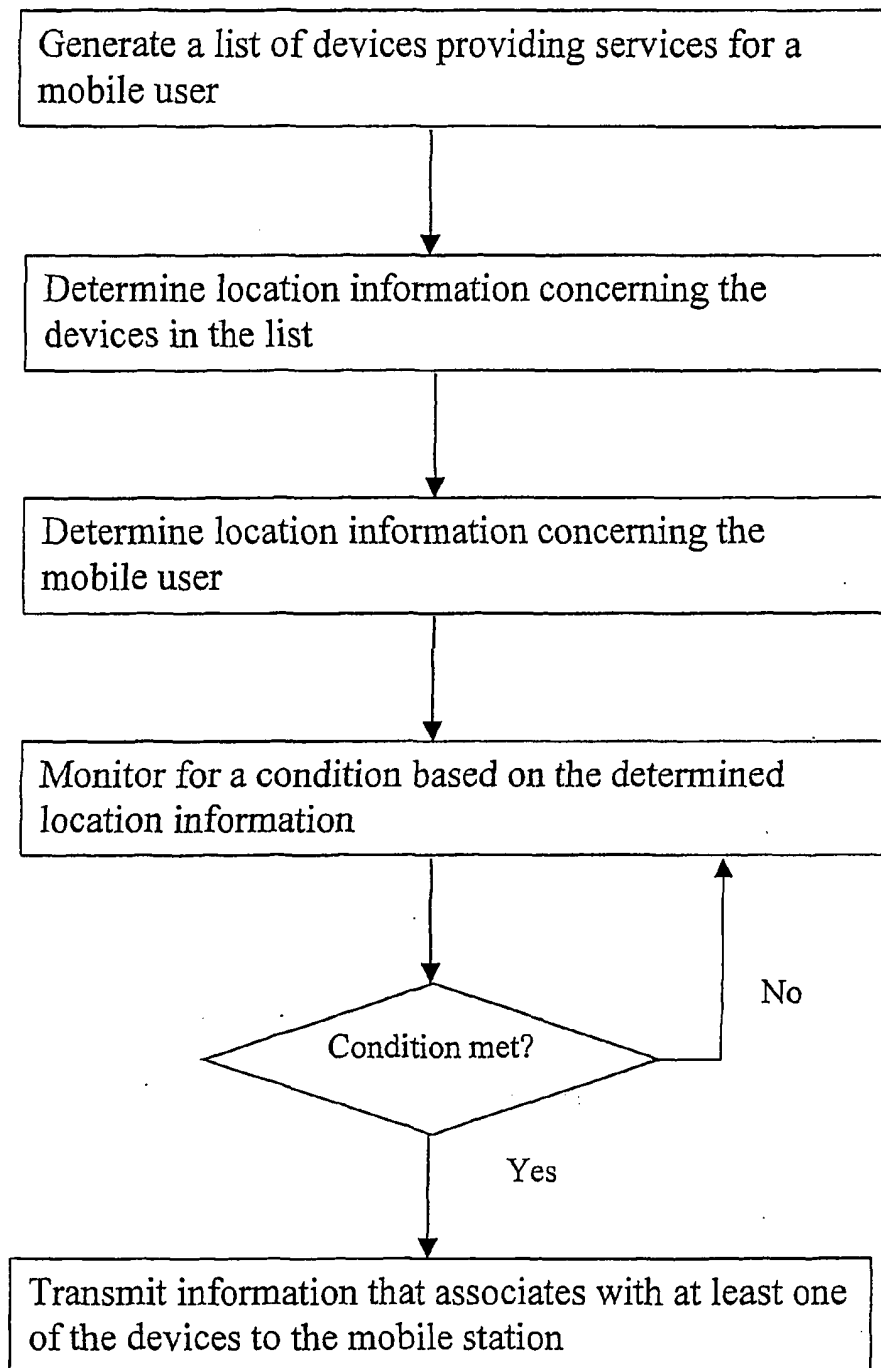 Generate a list of devices providing services for a
mobile user
Determine location information concerning the
devices in the list
Determine location information concerning the
mobile user
Monitor for a condition based on the determined
location information
No
Condition met?
Yes
Transmit information that associates with at least one
of the devices to the mobile station